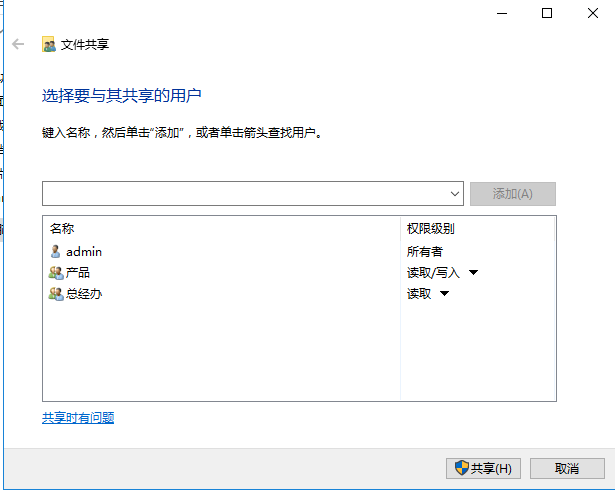 文件共享
选择要与其共享的用户
键入名称，然后单击“添加”，或者单击箭头查找用户。
添加(A)
名称 权限级别
admin 所有者
产品 读取/写入
总经办 读取
共享时有问题
共享(H) 取消